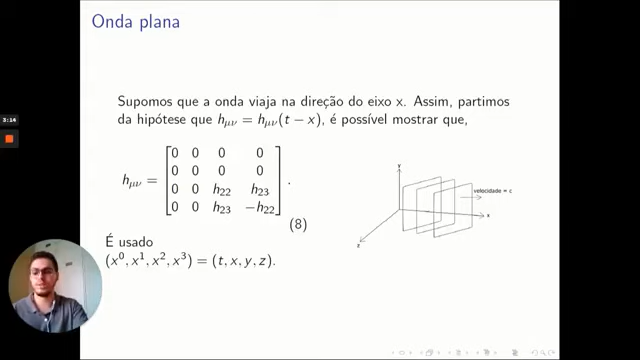 Onda plana
Supomos que a onda viaja na direção do eixo x. Assim, partimos
da hipótese que hμν = hμν(t − x), é possível mostrar que,
hμν = [0 0 0 0
0 0 0 0
0 0 h22 h23
0 0 h23 −h22] .
(8)
É usado
(x⁰, x¹, x², x³) = (t, x, y, z).
y
velocidade = c
x
z
3:14